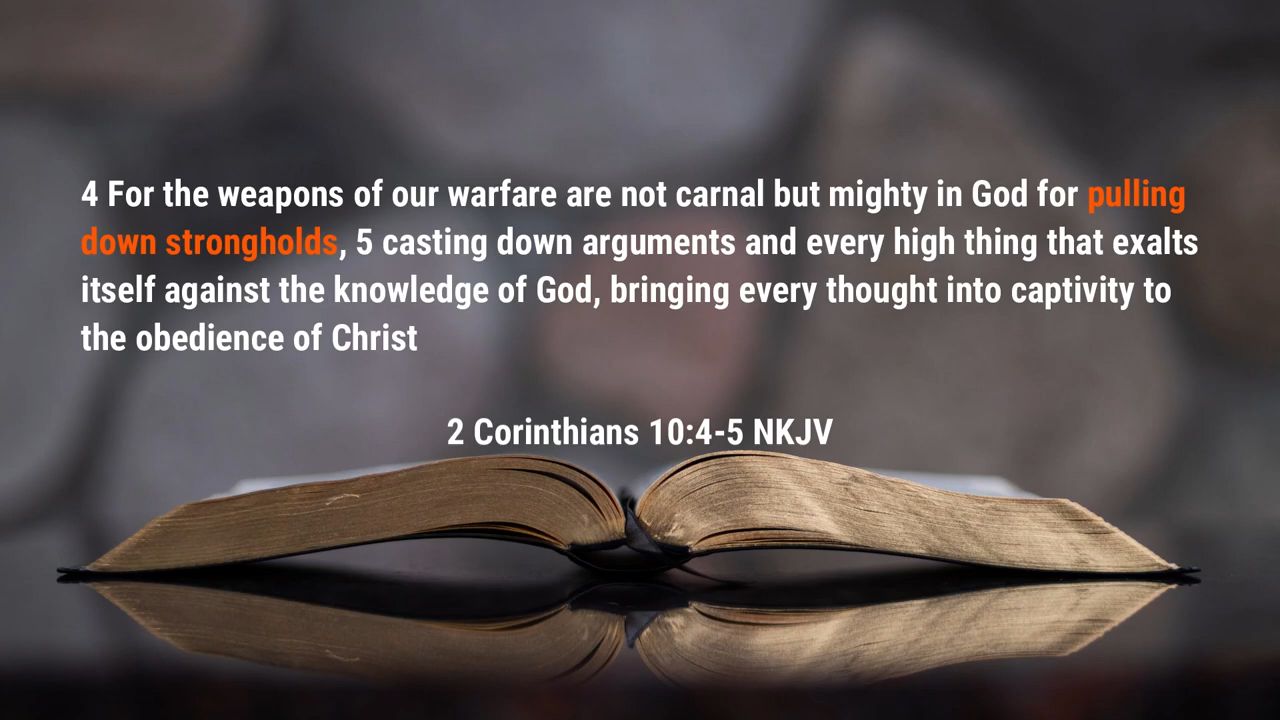 4 For the weapons of our warfare are not carnal but mighty in God for pulling
down strongholds, 5 casting down arguments and every high thing that exalts
itself against the knowledge of God, bringing every thought into captivity to
the obedience of Christ
2 Corinthians 10:4-5 NKJV